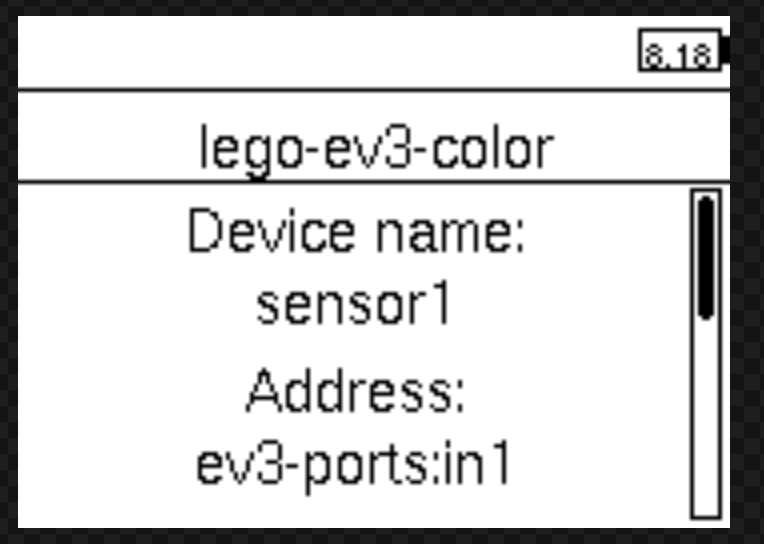 8.18
lego-ev3-color
Device name:
sensor1
Address:
ev3-ports:in1